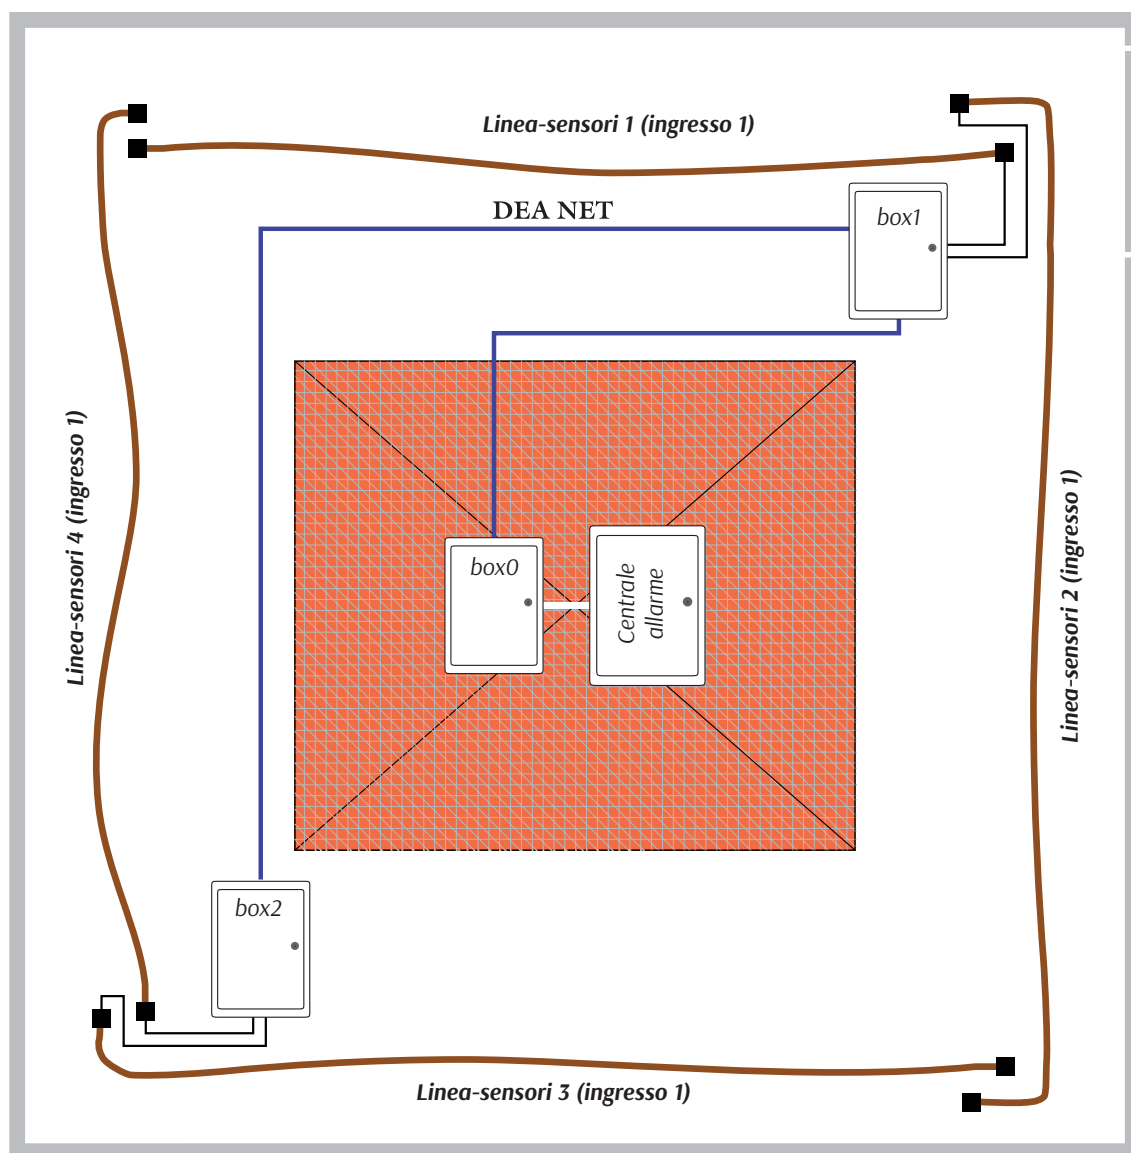 Linea-sensori 1 (ingresso 1)
DEA NET
box1
Linea-sensori 4 (ingresso 1)
Linea-sensori 2 (ingresso 1)
box0
Centrale
allarme
box2
Linea-sensori 3 (ingresso 1)